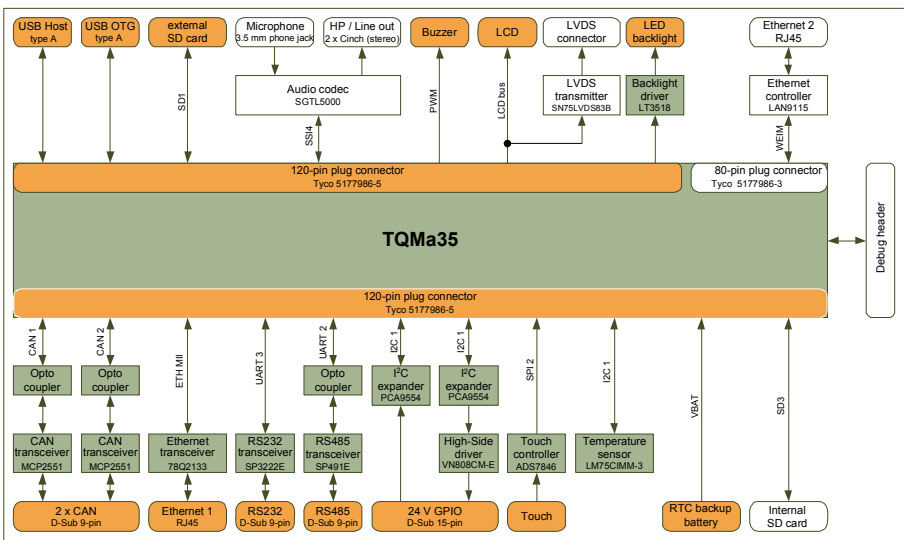 USB Host
type A
USB OTG
type A
external
SD card
Microphone
3.5 mm phone jack
HP / Line out
2 x Cinch (stereo)
Buzzer
LCD
LVDS
connector
LED
backlight
Ethernet 2
RJ45
Audio codec
SGTL5000
LVDS
transmitter
SN75LVDS83B
Backlight
driver
LT3518
Ethernet
controller
LAN9115
SD1
SSI4
PWM
LCD bus
WEIM
120-pin plug connector
Tyco 5177986-5
80-pin plug connector
Tyco 5177986-3
TQMa35
Debug header
120-pin plug connector
Tyco 5177986-5
CAN 1
CAN 2
ETH MII
UART 3
UART 2
I2C 1
I2C 1
SPI 2
I2C 1
VBAT
SD3
Opto
coupler
Opto
coupler
Opto
coupler
I²C
expander
PCA9554
I²C
expander
PCA9554
CAN
transceiver
MCP2551
CAN
transceiver
MCP2551
Ethernet
transceiver
78Q2133
RS232
transceiver
SP3222E
RS485
transceiver
SP491E
High-Side
driver
VN808CM-E
Touch
controller
ADS7846
Temperature
sensor
LM75CIMM-3
2 x CAN
D-Sub 9-pin
Ethernet 1
RJ45
RS232
D-Sub 9-pin
RS485
D-Sub 9-pin
24 V GPIO
D-Sub 15-pin
Touch
RTC backup
battery
Internal
SD card